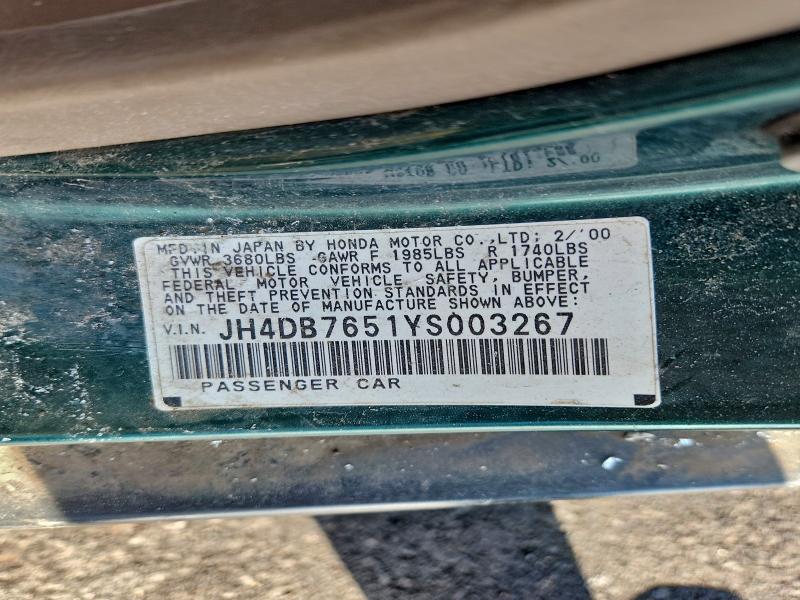 MFD. IN JAPAN BY HONDA MOTOR CO., LTD; 2/'00
GVWR 3680LBS GAWR F 1985LBS R 1740LBS
THIS VEHICLE CONFORMS TO ALL APPLICABLE
FEDERAL MOTOR VEHICLE SAFETY, BUMPER,
AND THEFT PREVENTION STANDARDS IN EFFECT
ON THE DATE OF MANUFACTURE SHOWN ABOVE:
V.I.N. JH4DB7651YS003267
PASSENGER CAR